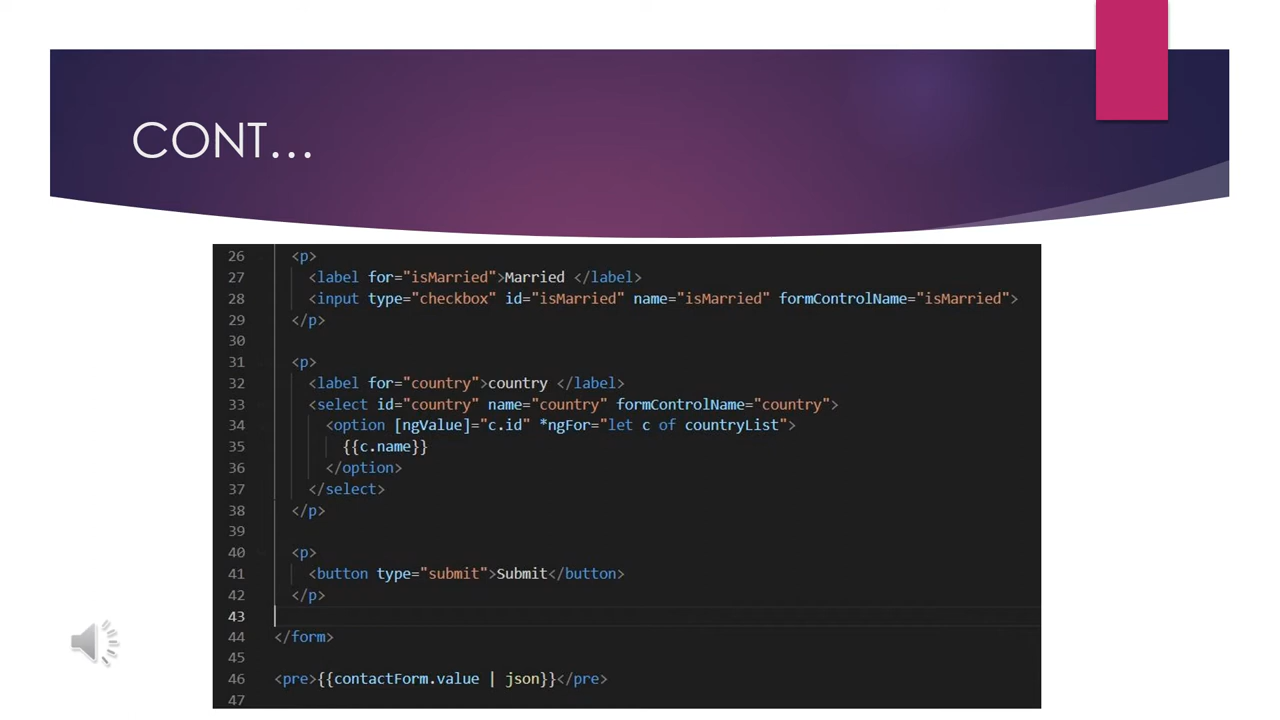 CONT...
26 <p>
27 <label for="isMarried">Married </label>
28 <input type="checkbox" id="isMarried" name="isMarried" formControlName="isMarried">
29 </p>
30
31 <p>
32 <label for="country">country </label>
33 <select id="country" name="country" formControlName="country">
34 <option [ngValue]="c.id" *ngFor="let c of countryList">
35 {{c.name}}
36 </option>
37 </select>
38 </p>
39
40 <p>
41 <button type="submit">Submit</button>
42 </p>
43
44 </form>
45
46 <pre>{{contactForm.value | json}}</pre>
47